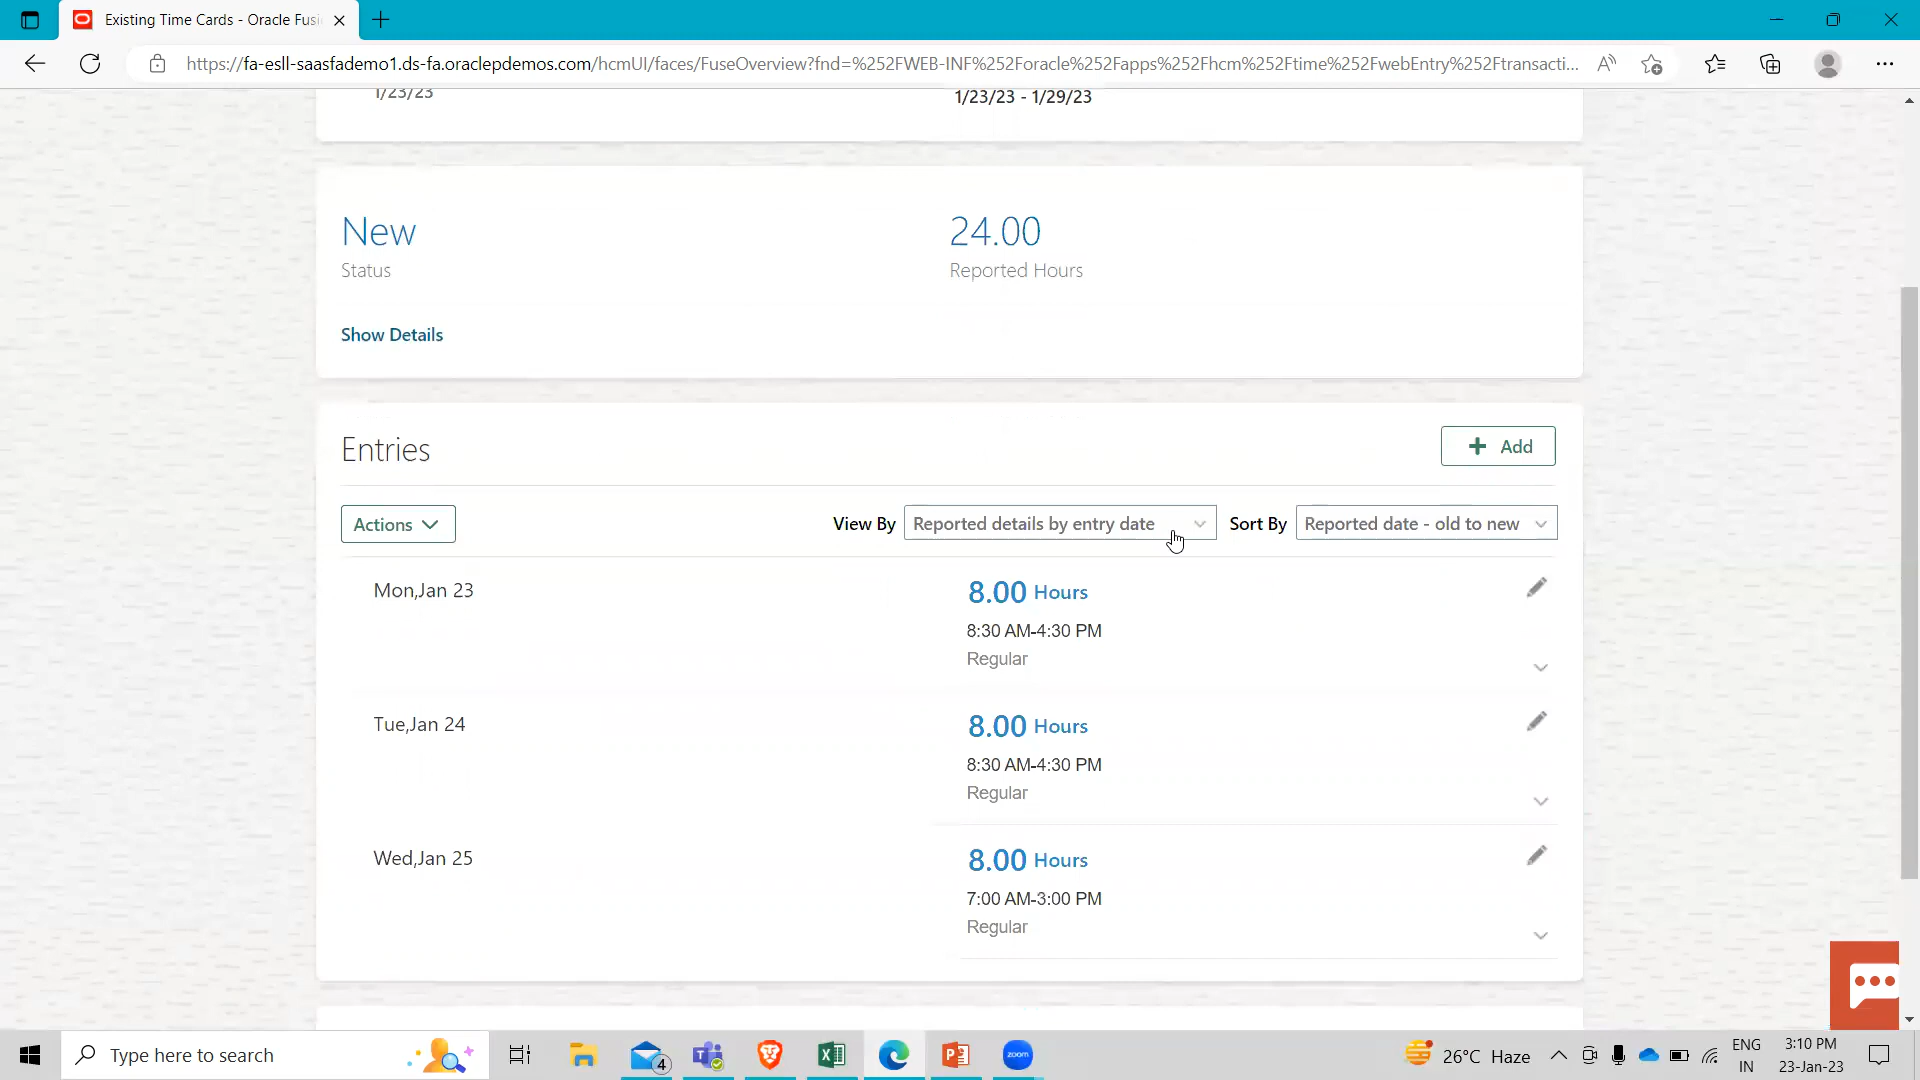 Existing Time Cards - Oracle Fusi
https://fa-esll-saasfademo1.ds-fa.oraclepdemos.com/hcmUI/faces/FuseOverview?fnd=%252FWEB-INF%252Foracle%252Fapps%252Fhcm%252Ftime%252FwebEntry%252Ftransacti...
1/23/23
1/23/23 - 1/29/23
New
24.00
Status
Reported Hours
Show Details
Entries
Add
Actions
View By Reported details by entry date
Sort By Reported date - old to new
Mon,Jan 23
8.00 Hours
8:30 AM-4:30 PM
Regular
Tue,Jan 24
8.00 Hours
8:30 AM-4:30 PM
Regular
Wed,Jan 25
8.00 Hours
7:00 AM-3:00 PM
Regular
Type here to search
4
zoom
26°C Haze
ENG
IN
3:10 PM
23-Jan-23